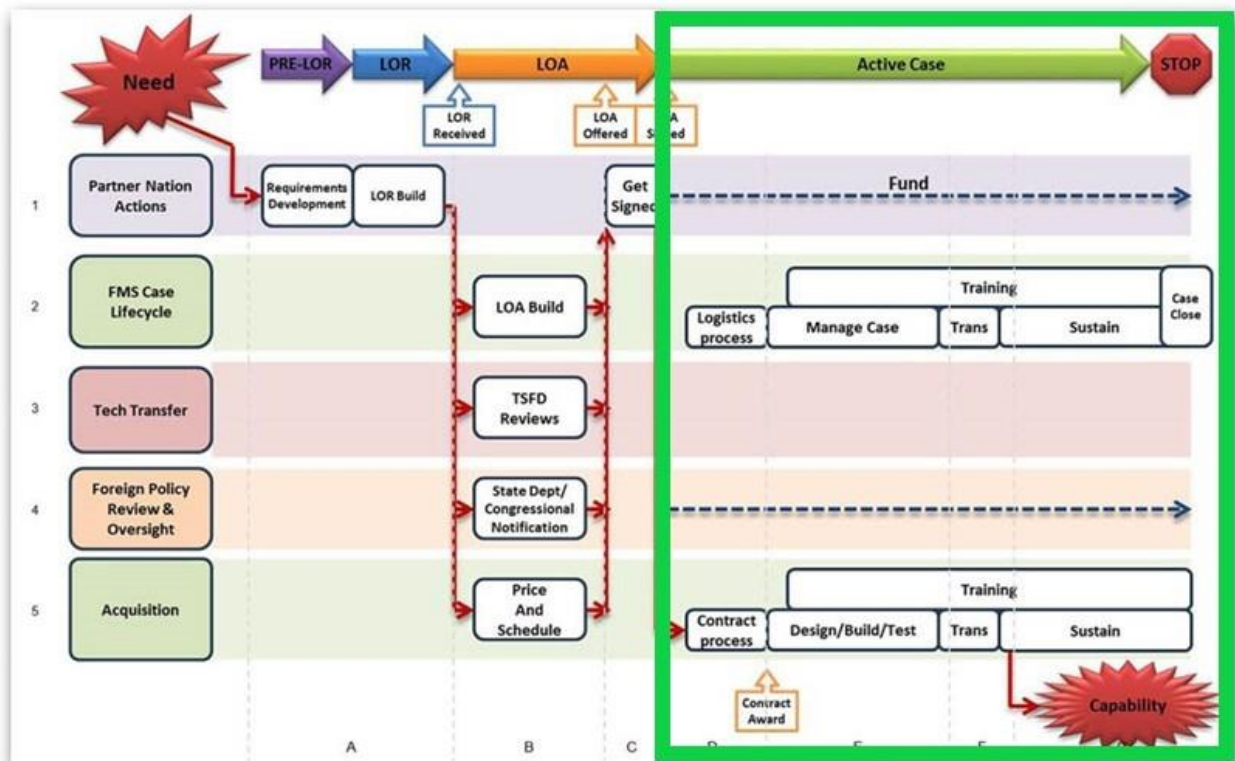 Need
PRE-LOR
LOR
LOA
Active Case
STOP
LOR
Received
LOA
Offered
1
Partner Nation
Actions
Requirements
Development
LOR Build
Get
Signed
Fund
2
FMS Case
Lifecycle
LOA Build
Logistics
process
Training
Manage Case
Trans
Sustain
Case
Close
3
Tech Transfer
TSFD
Reviews
4
Foreign Policy
Review &
Oversight
State Dept/
Congressional
Notification
5
Acquisition
Price
And
Schedule
Contract
process
Training
Design/Build/Test
Trans
Sustain
Contract
Award
Capability
A
B
C